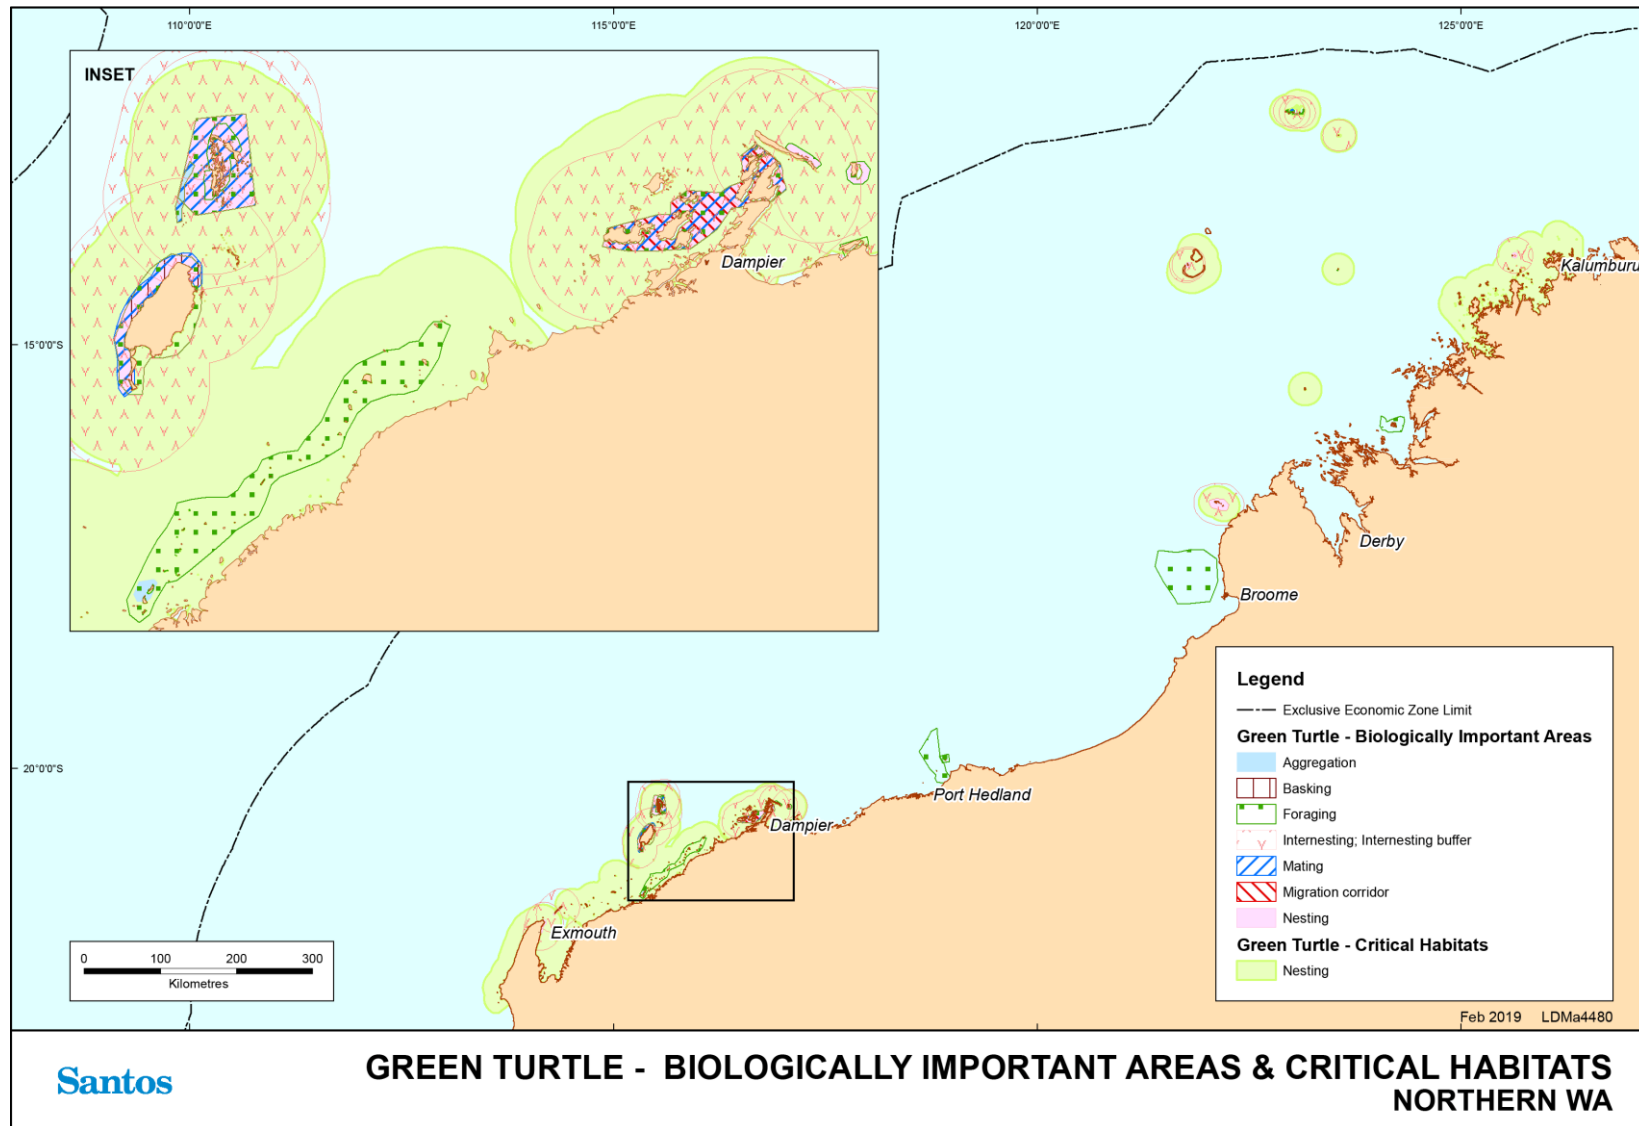 110°0'0"E
115°0'0"E
120°0'0"E
125°0'0"E
INSET
Dampier
Kalumburu
15°0'0"S
Derby
Broome
Legend
Exclusive Economic Zone Limit
Green Turtle - Biologically Important Areas
Aggregation
Basking
Foraging
Internesting; Internesting buffer
Mating
Migration corridor
Nesting
Green Turtle - Critical Habitats
Nesting
20°0'0"S
Port Hedland
Dampier
Exmouth
0 100 200 300
Kilometres
Feb 2019 LDMa4480
Santos
GREEN TURTLE - BIOLOGICALLY IMPORTANT AREAS & CRITICAL HABITATS
NORTHERN WA